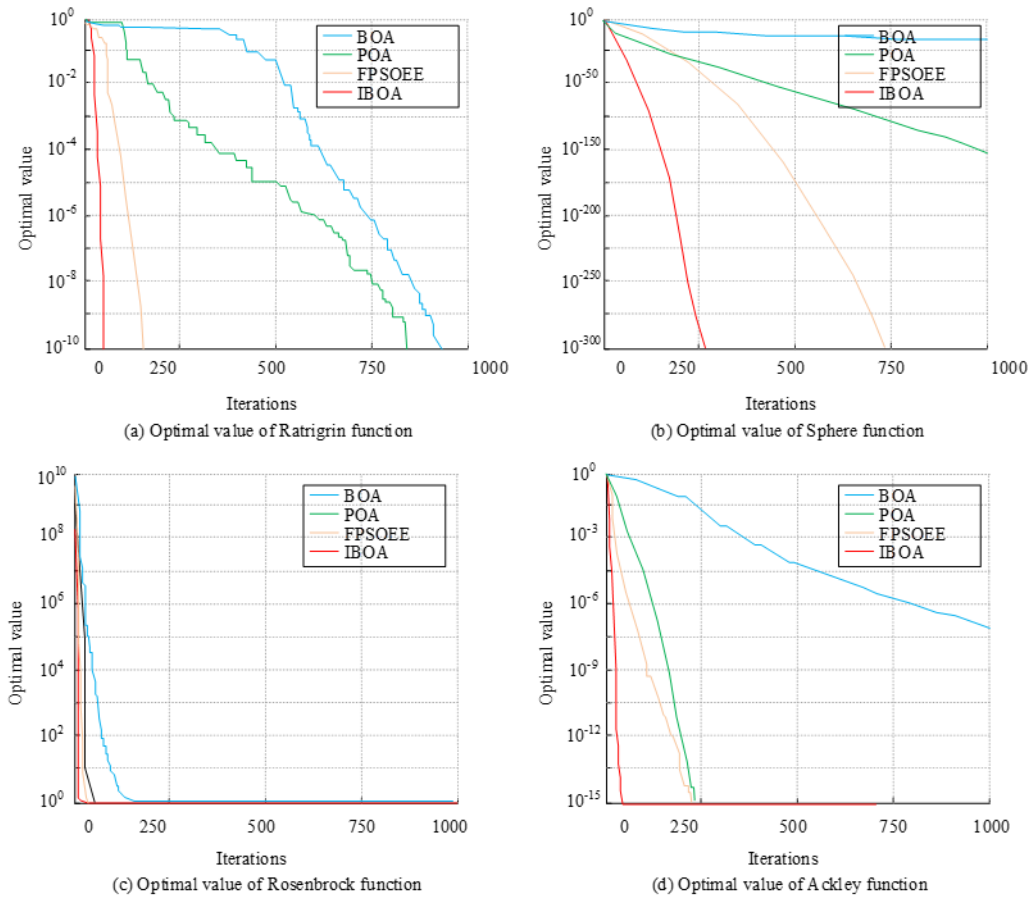 10^0
10^-2
10^-4
10^-6
10^-8
10^-10
Optimal value
BOA
POA
FPSOEE
IBOA
0 250 500 750 1000
Iterations
(a) Optimal value of Ratrigrin function
10^0
10^-50
10^-150
10^-200
10^-250
10^-300
Optimal value
BOA
POA
FPSOEE
IBOA
0 250 500 750 1000
Iterations
(b) Optimal value of Sphere function
10^10
10^8
10^6
10^4
10^2
10^0
Optimal value
BOA
POA
FPSOEE
IBOA
0 250 500 750 1000
Iterations
(c) Optimal value of Rosenbrock function
10^0
10^-3
10^-6
10^-9
10^-12
10^-15
Optimal value
BOA
POA
FPSOEE
IBOA
0 250 500 750 1000
Iterations
(d) Optimal value of Ackley function